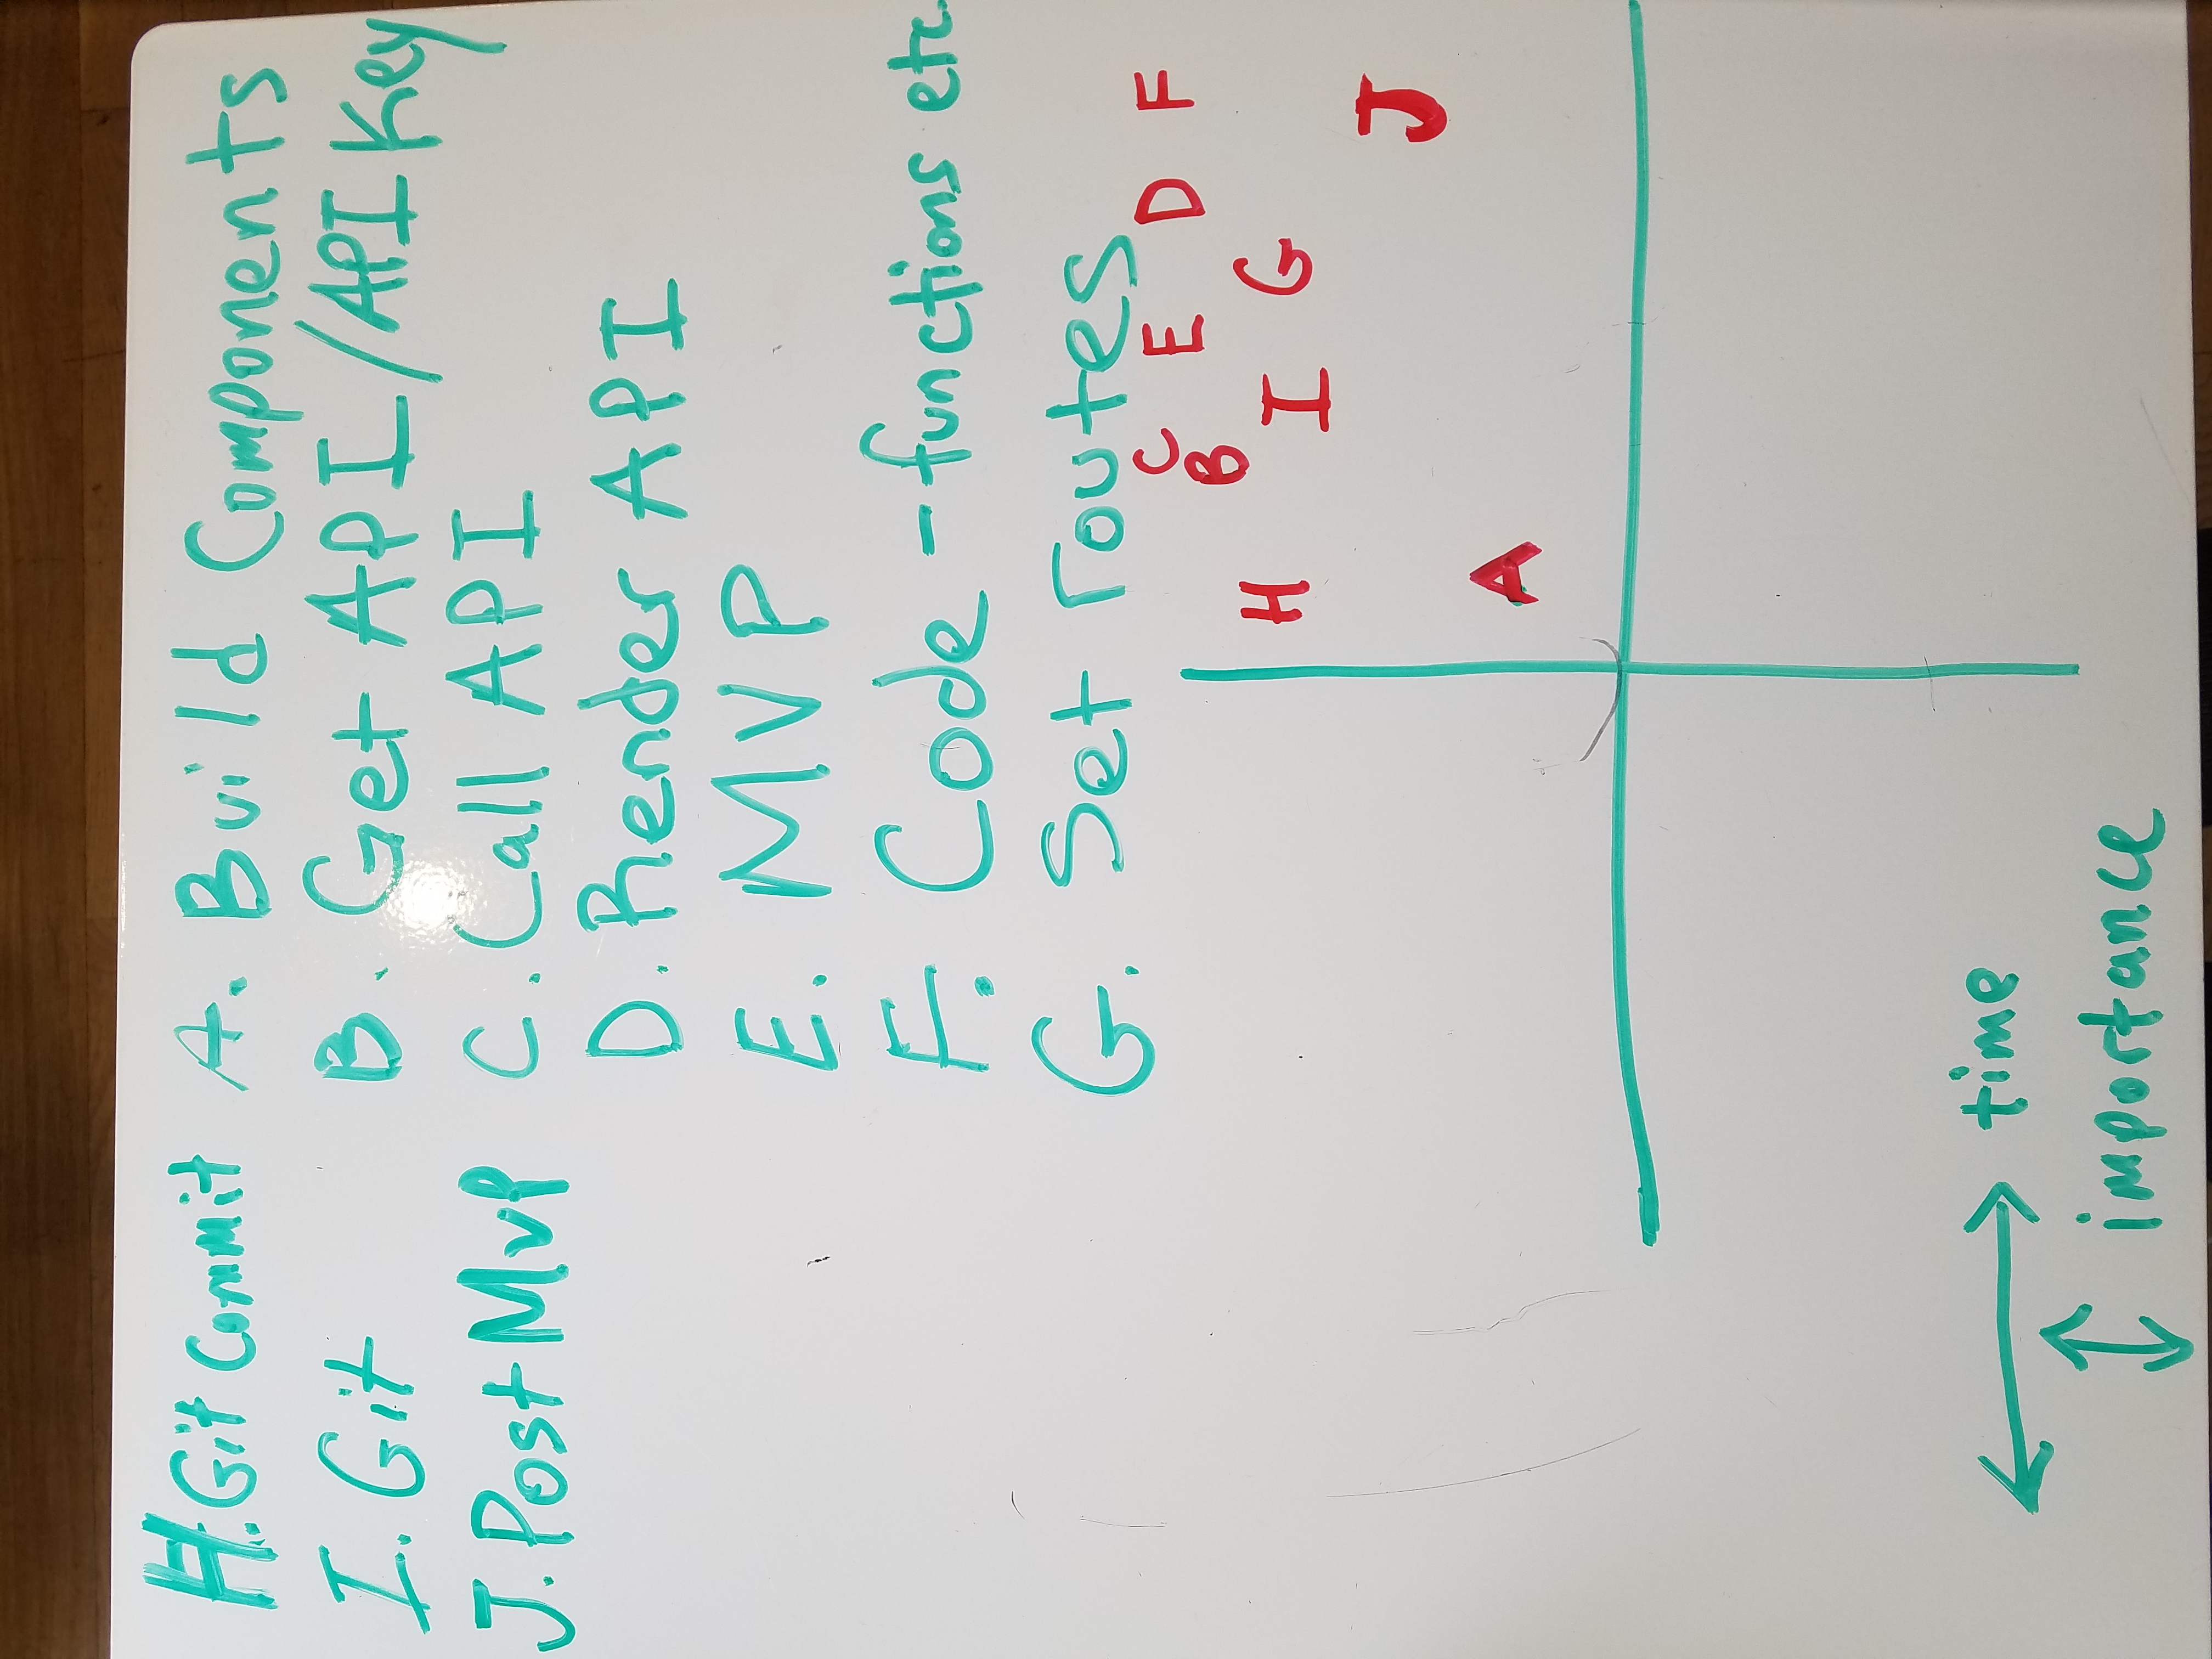 H. Git Commit
I. Git
J. Post MVP
A. Build Components
B. Get API/API Key
C. Call API
D. Render API
E. MVP
F. Code - functions etc.
G. Set routes
C E D F
B
H I G
J
A
time
importance